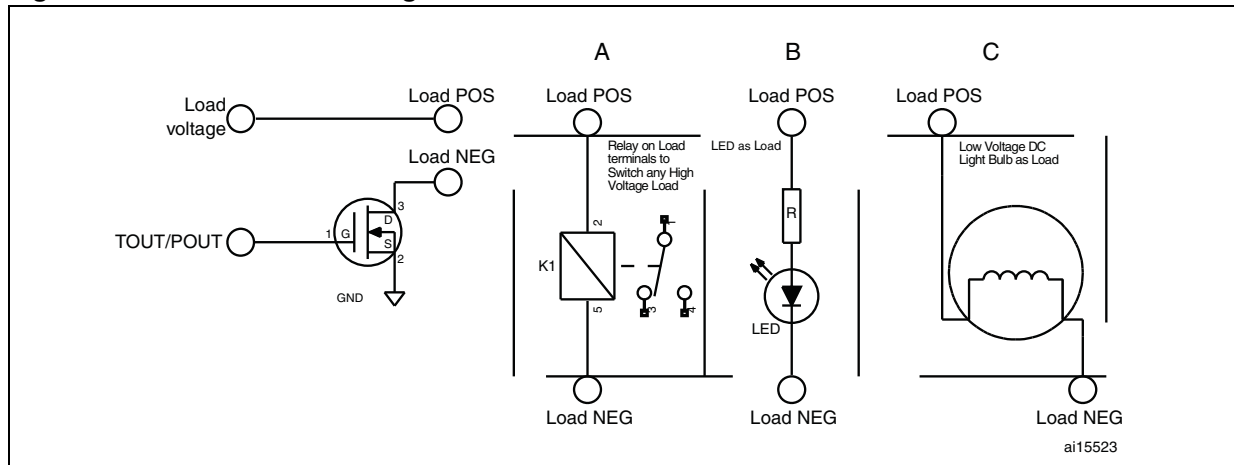 A
B
C
Load
voltage
Load POS
Load NEG
TOUT/POUT
1
G
D
S
3
2
GND
Load POS
Relay on Load
terminals to
Switch any High
Voltage Load
2
K1
5
1
3
4
Load NEG
Load POS
LED as Load
R
LED
Load NEG
Load POS
Low Voltage DC
Light Bulb as Load
Load NEG
ai15523